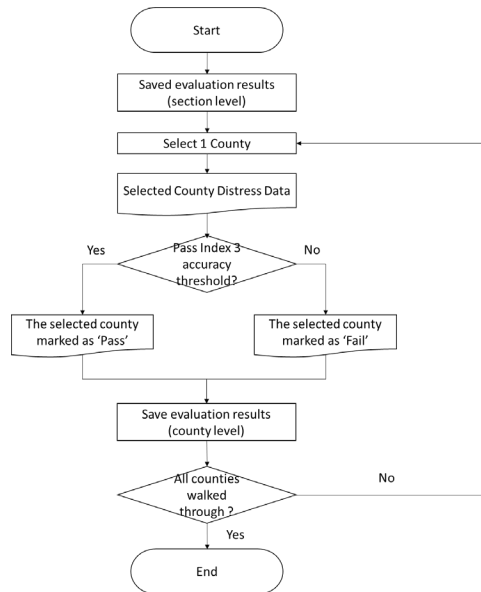 Start
Saved evaluation results
(section level)
Select 1 County
Selected County Distress Data
Pass Index 3
accuracy
threshold?
Yes
No
The selected county
marked as 'Pass'
The selected county
marked as 'Fail'
Save evaluation results
(county level)
All counties
walked
through ?
No
Yes
End